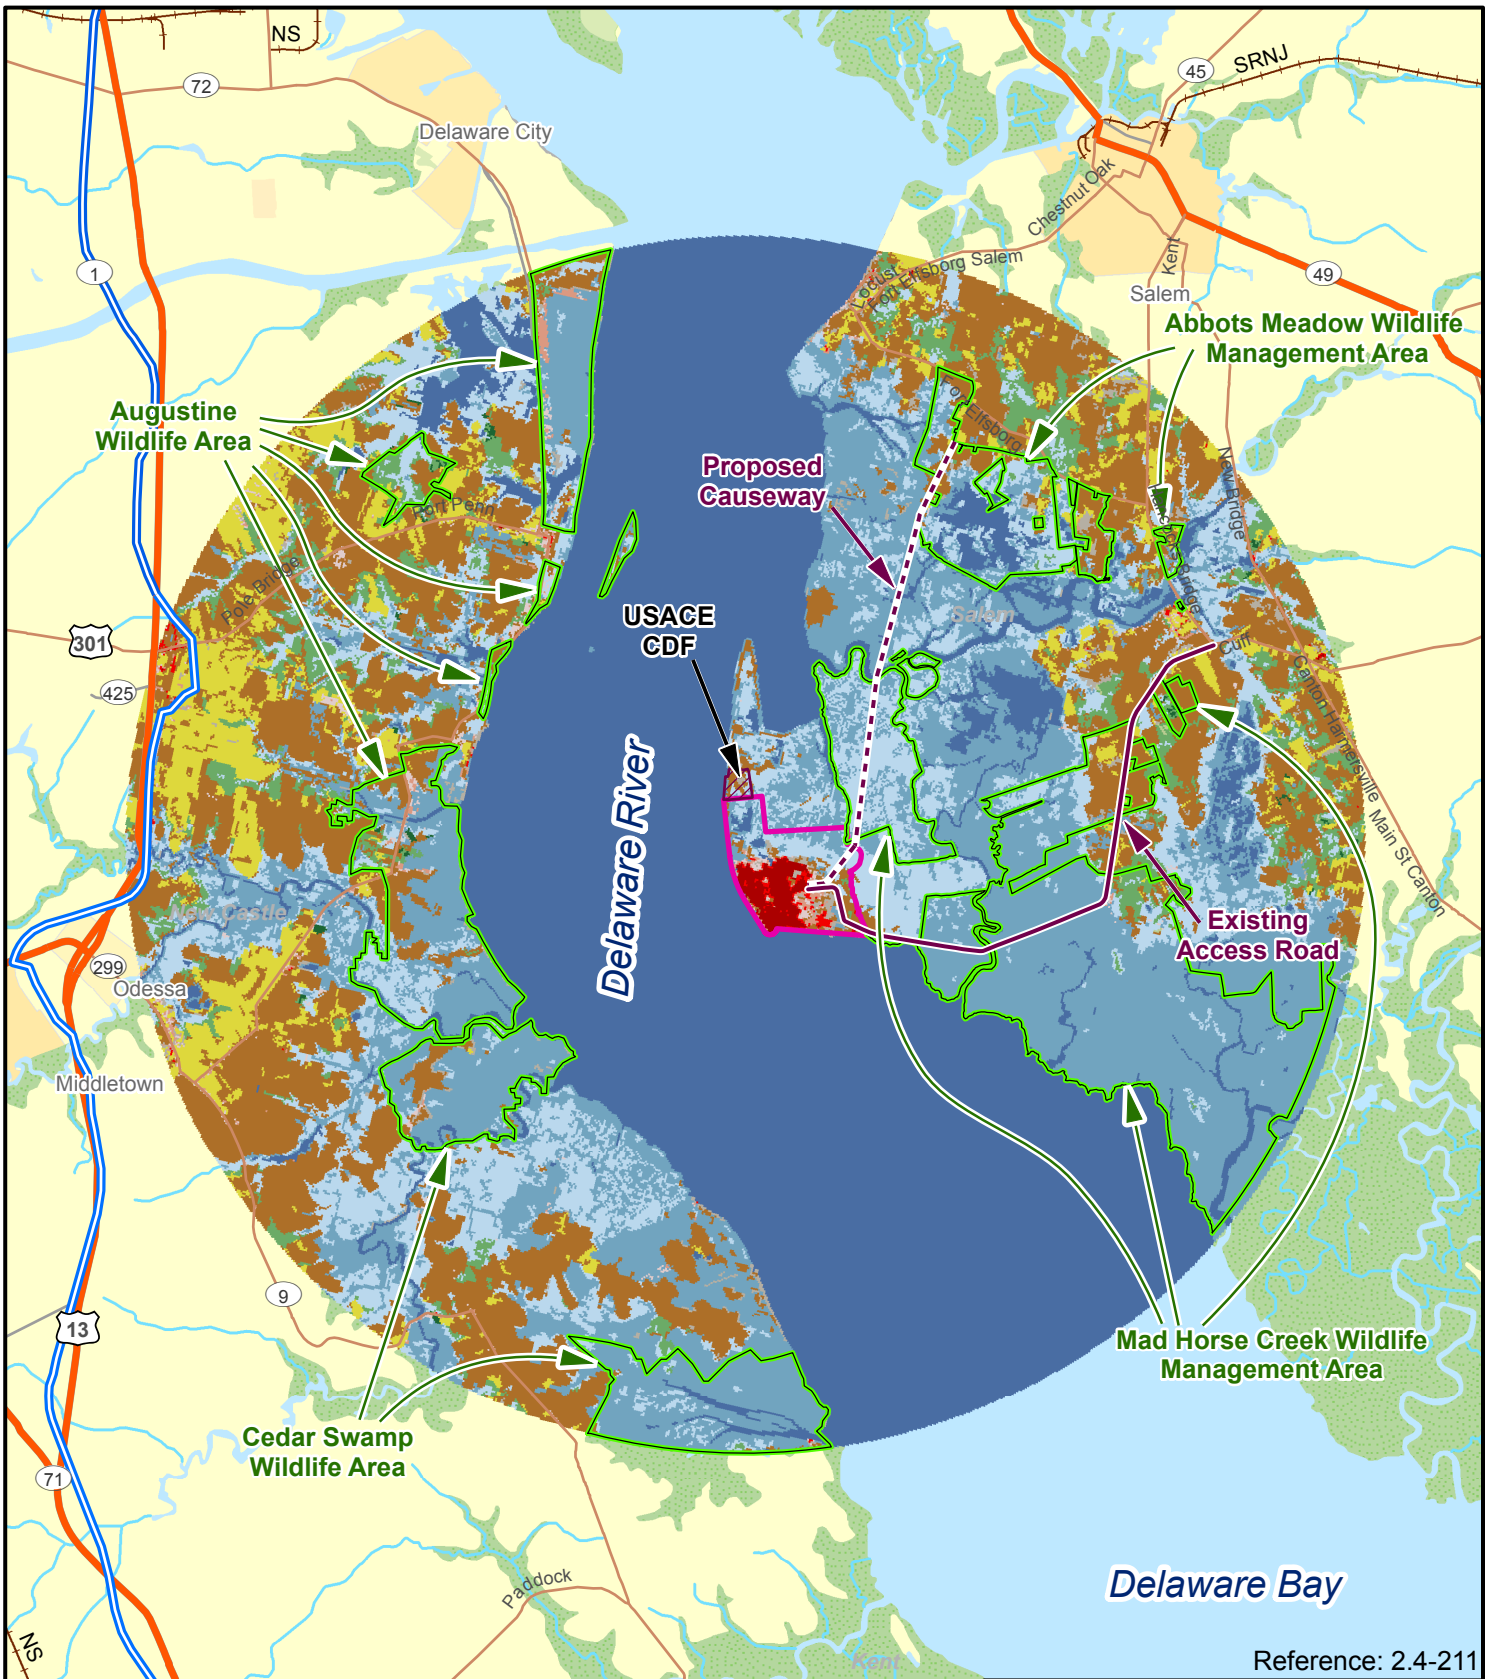 NS
72
Delaware City
45
SRNJ
Chestnut Oak
1
Kent
49
Locust
Fort Elfsborg Salem
Salem
Abbots Meadow Wildlife
Management Area
Augustine
Wildlife Area
Fort Elfsborg
Proposed
Causeway
Port Penn
New Bridge
Hancocks Bridge
Pole Bridge
USACE
CDF
Salem
301
425
Cuff
Canton Harmersville
Main St Canton
Delaware River
New Castle
Existing
Access Road
299
Odessa
Middletown
9
13
Mad Horse Creek Wildlife
Management Area
Cedar Swamp
Wildlife Area
71
Paddock
Delaware Bay
NS
Kent
Reference: 2.4-211